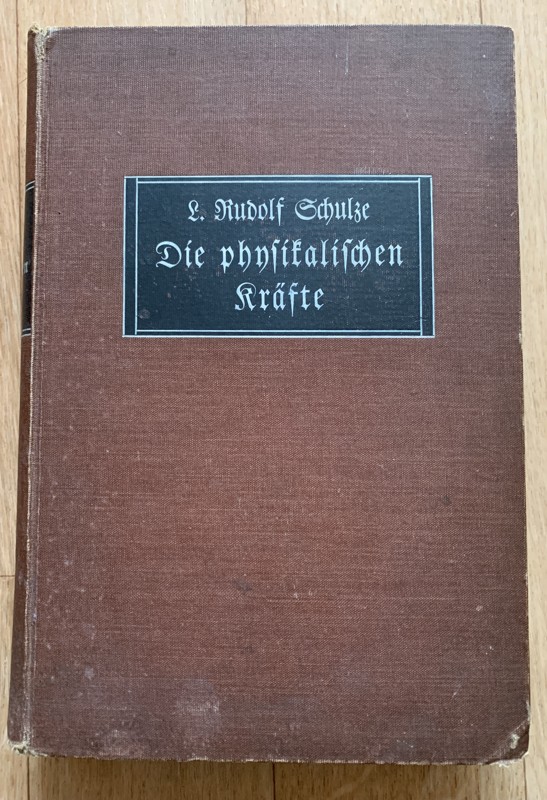 L. Rudolf Schulze
Die phyſikaliſchen
Kräfte